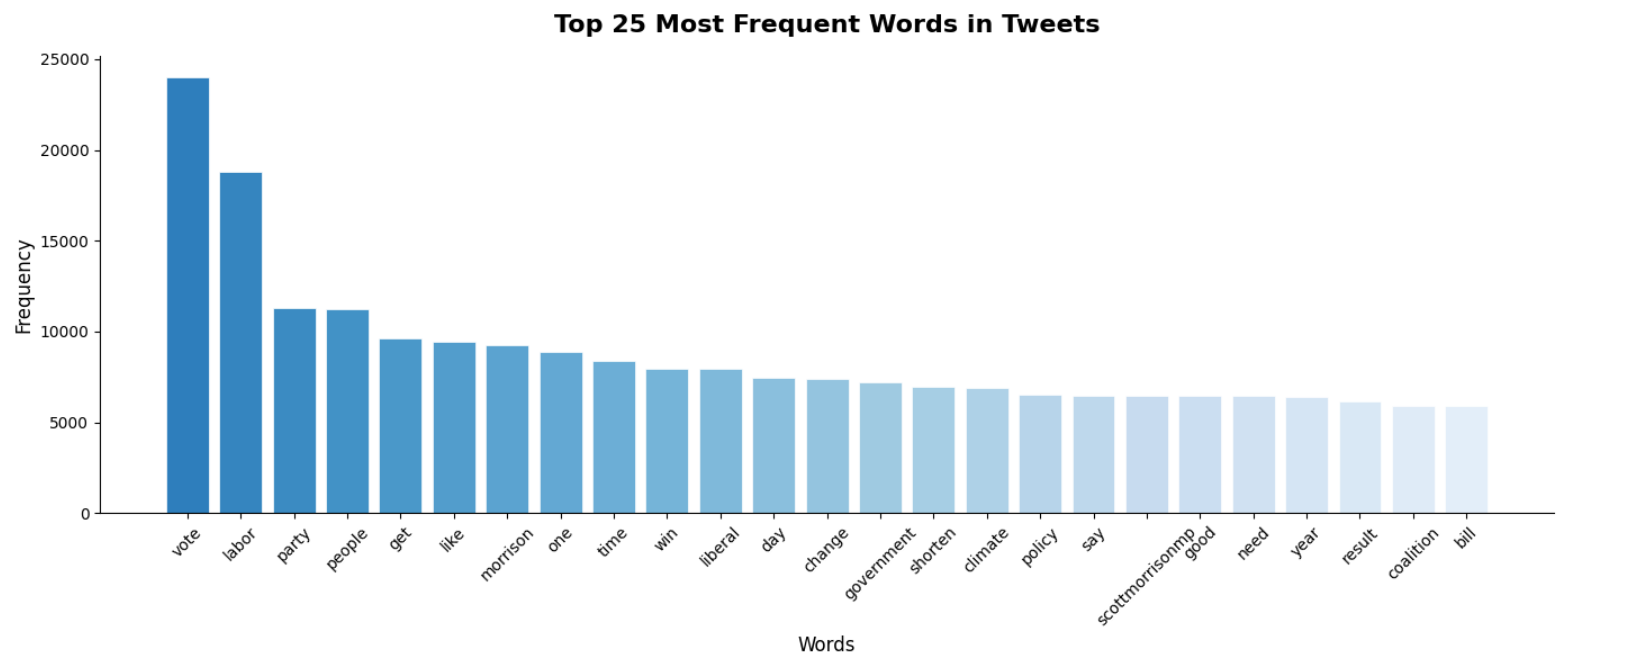 Top 25 Most Frequent Words in Tweets
25000
20000
15000
10000
5000
0
Frequency
vote
labor
party
people
get
like
morrison
one
time
win
liberal
day
change
government
shorten
climate
policy
say
scottmorrisonmp
good
need
year
result
coalition
bill
Words